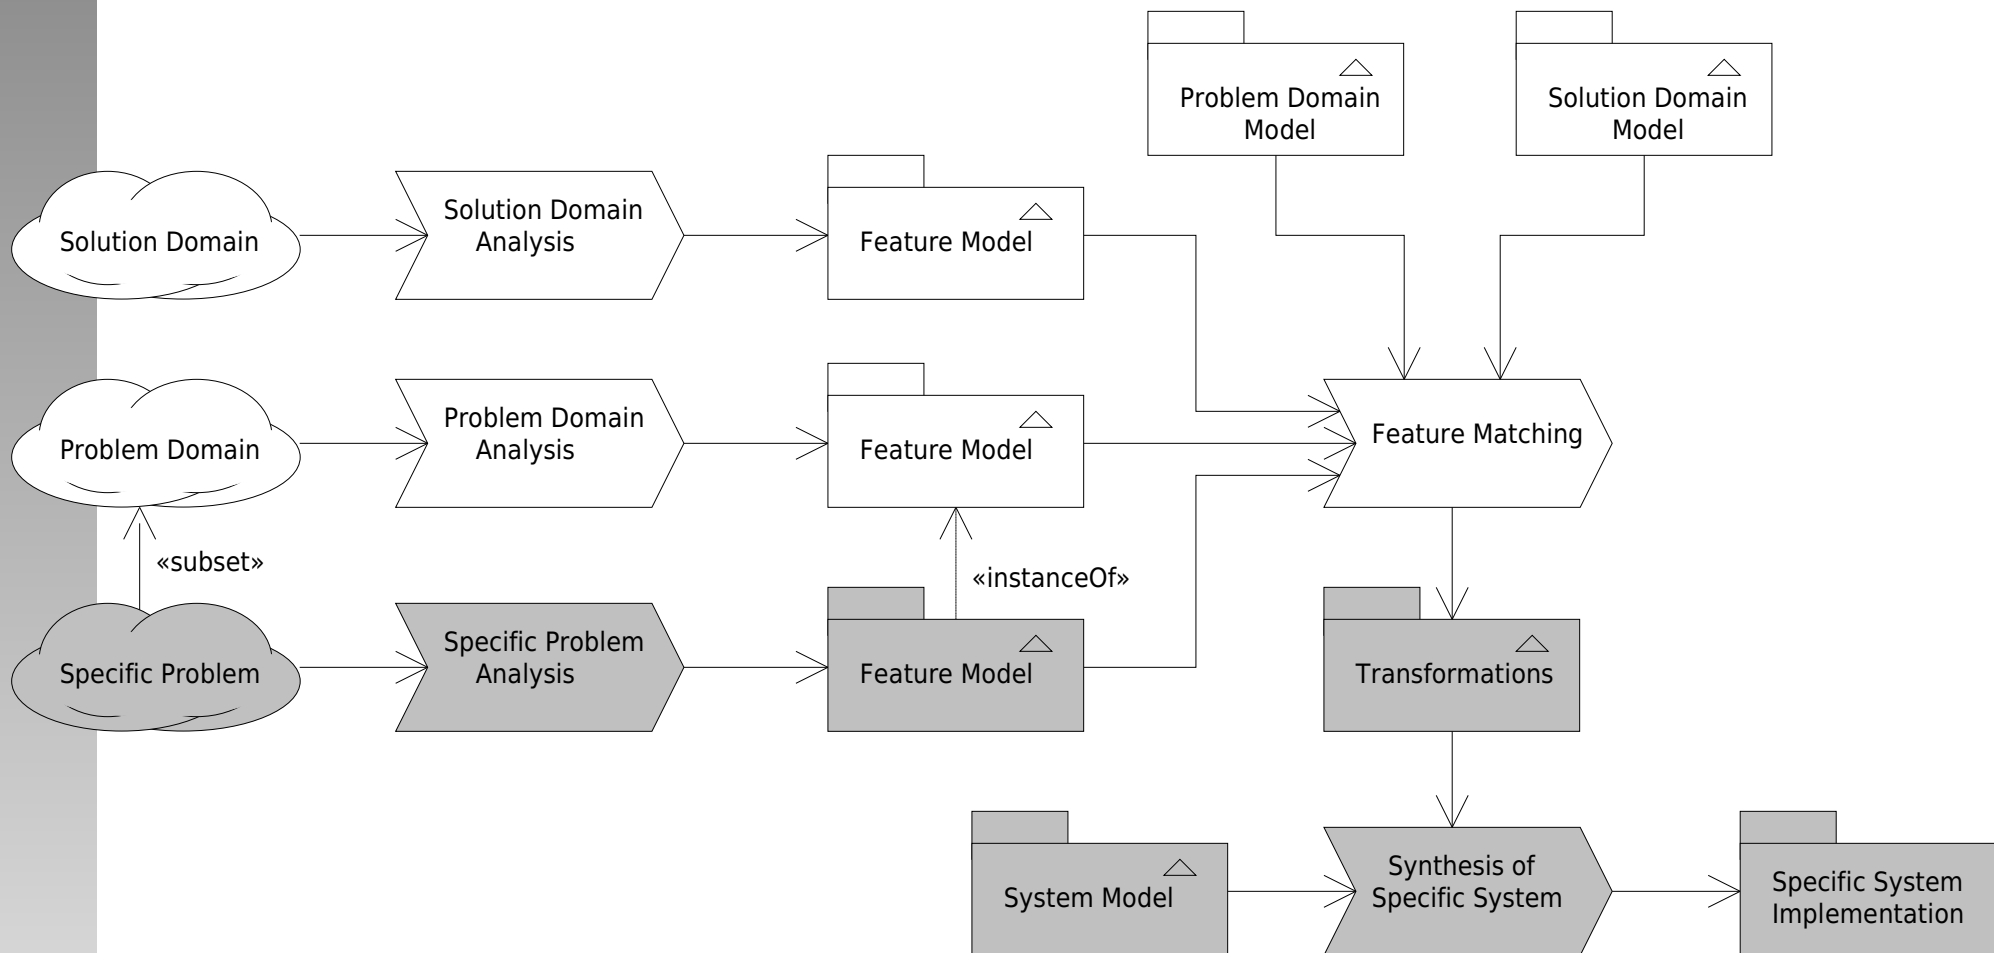 Problem Domain
Model
Solution Domain
Model
Solution Domain
Solution Domain
Analysis
Feature Model
Problem Domain
Problem Domain
Analysis
Feature Model
Feature Matching
«subset»
«instanceOf»
Specific Problem
Specific Problem
Analysis
Feature Model
Transformations
System Model
Synthesis of
Specific System
Specific System
Implementation